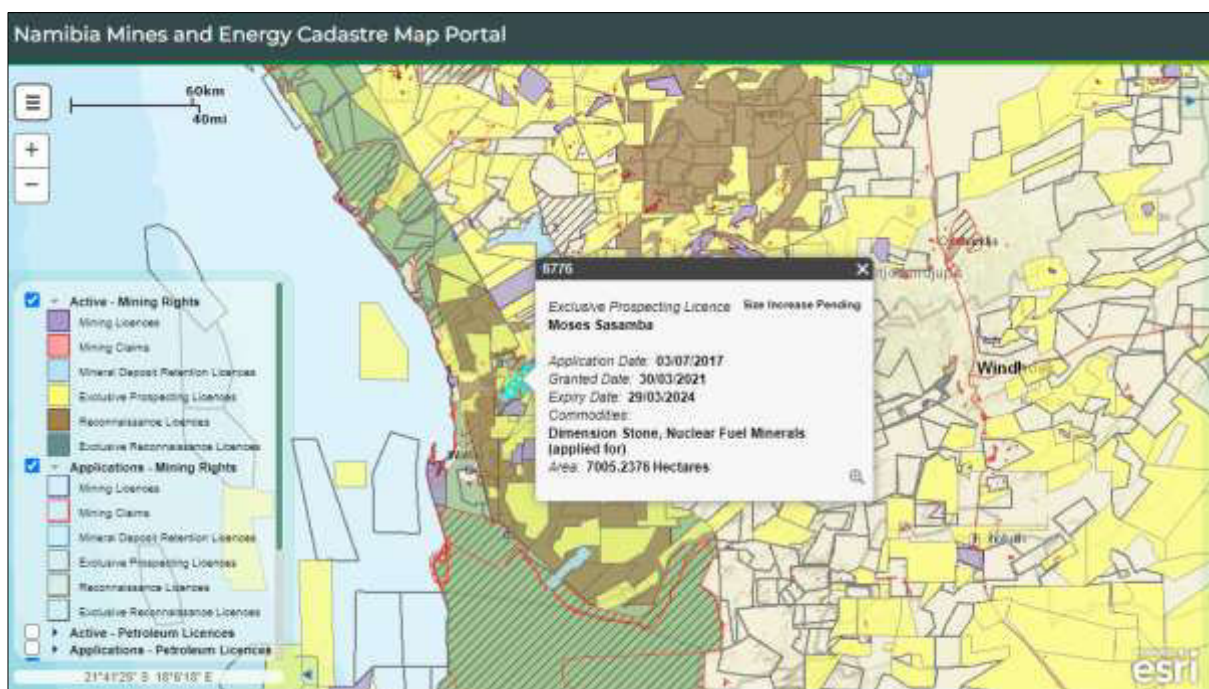 Namibia Mines and Energy Cadastre Map Portal
60km
40mi
+
−
6776
Exclusive Prospecting Licence Size Increase Pending
Moses Sasamba
Application Date: 03/07/2017
Granted Date: 30/03/2021
Expiry Date: 29/03/2024
Commodities:
Dimension Stone, Nuclear Fuel Minerals
(applied for)
Area: 7005.2376 Hectares
Active - Mining Rights
Mining Licences
Mining Claims
Mineral Deposit Retention Licences
Exclusive Prospecting Licences
Reconnaissance Licences
Exclusive Reconnaissance Licences
Applications - Mining Rights
Mining Licences
Mining Claims
Mineral Deposit Retention Licences
Exclusive Prospecting Licences
Reconnaissance Licences
Exclusive Reconnaissance Licences
Active - Petroleum Licences
Applications - Petroleum Licences
21°41'25" S 18°6'18" E
Windh
esri